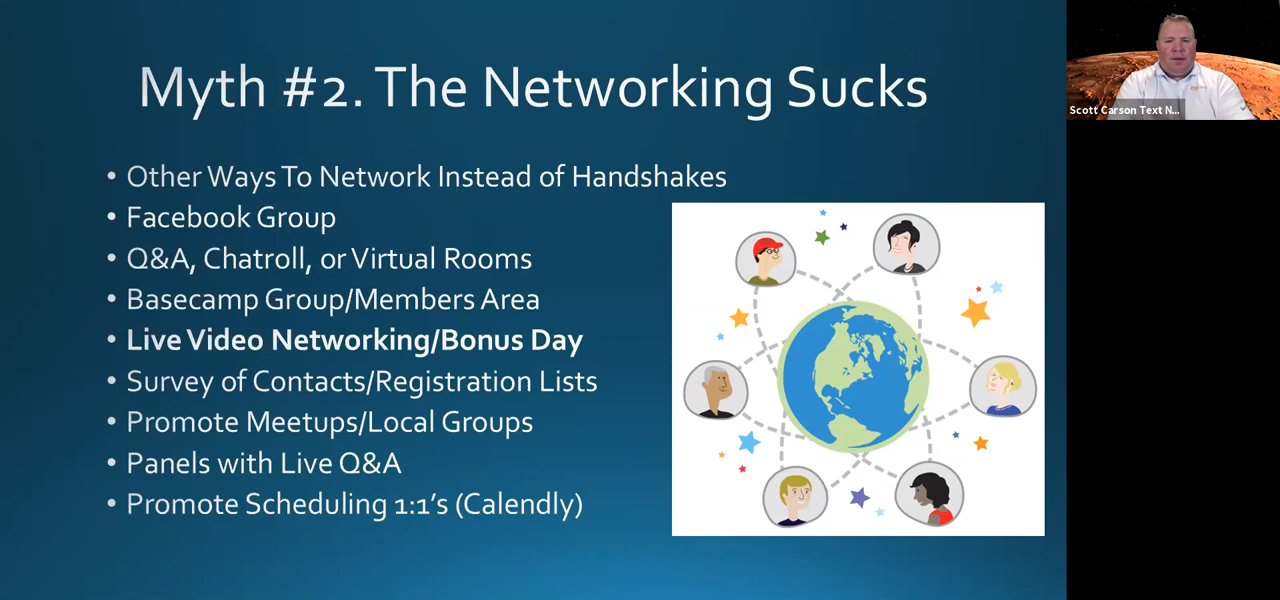 Myth #2. The Networking Sucks
• Other Ways To Network Instead of Handshakes
• Facebook Group
• Q&A, Chatroll, or Virtual Rooms
• Basecamp Group/Members Area
• Live Video Networking/Bonus Day
• Survey of Contacts/Registration Lists
• Promote Meetups/Local Groups
• Panels with Live Q&A
• Promote Scheduling 1:1's (Calendly)
Scott Carson Text N...